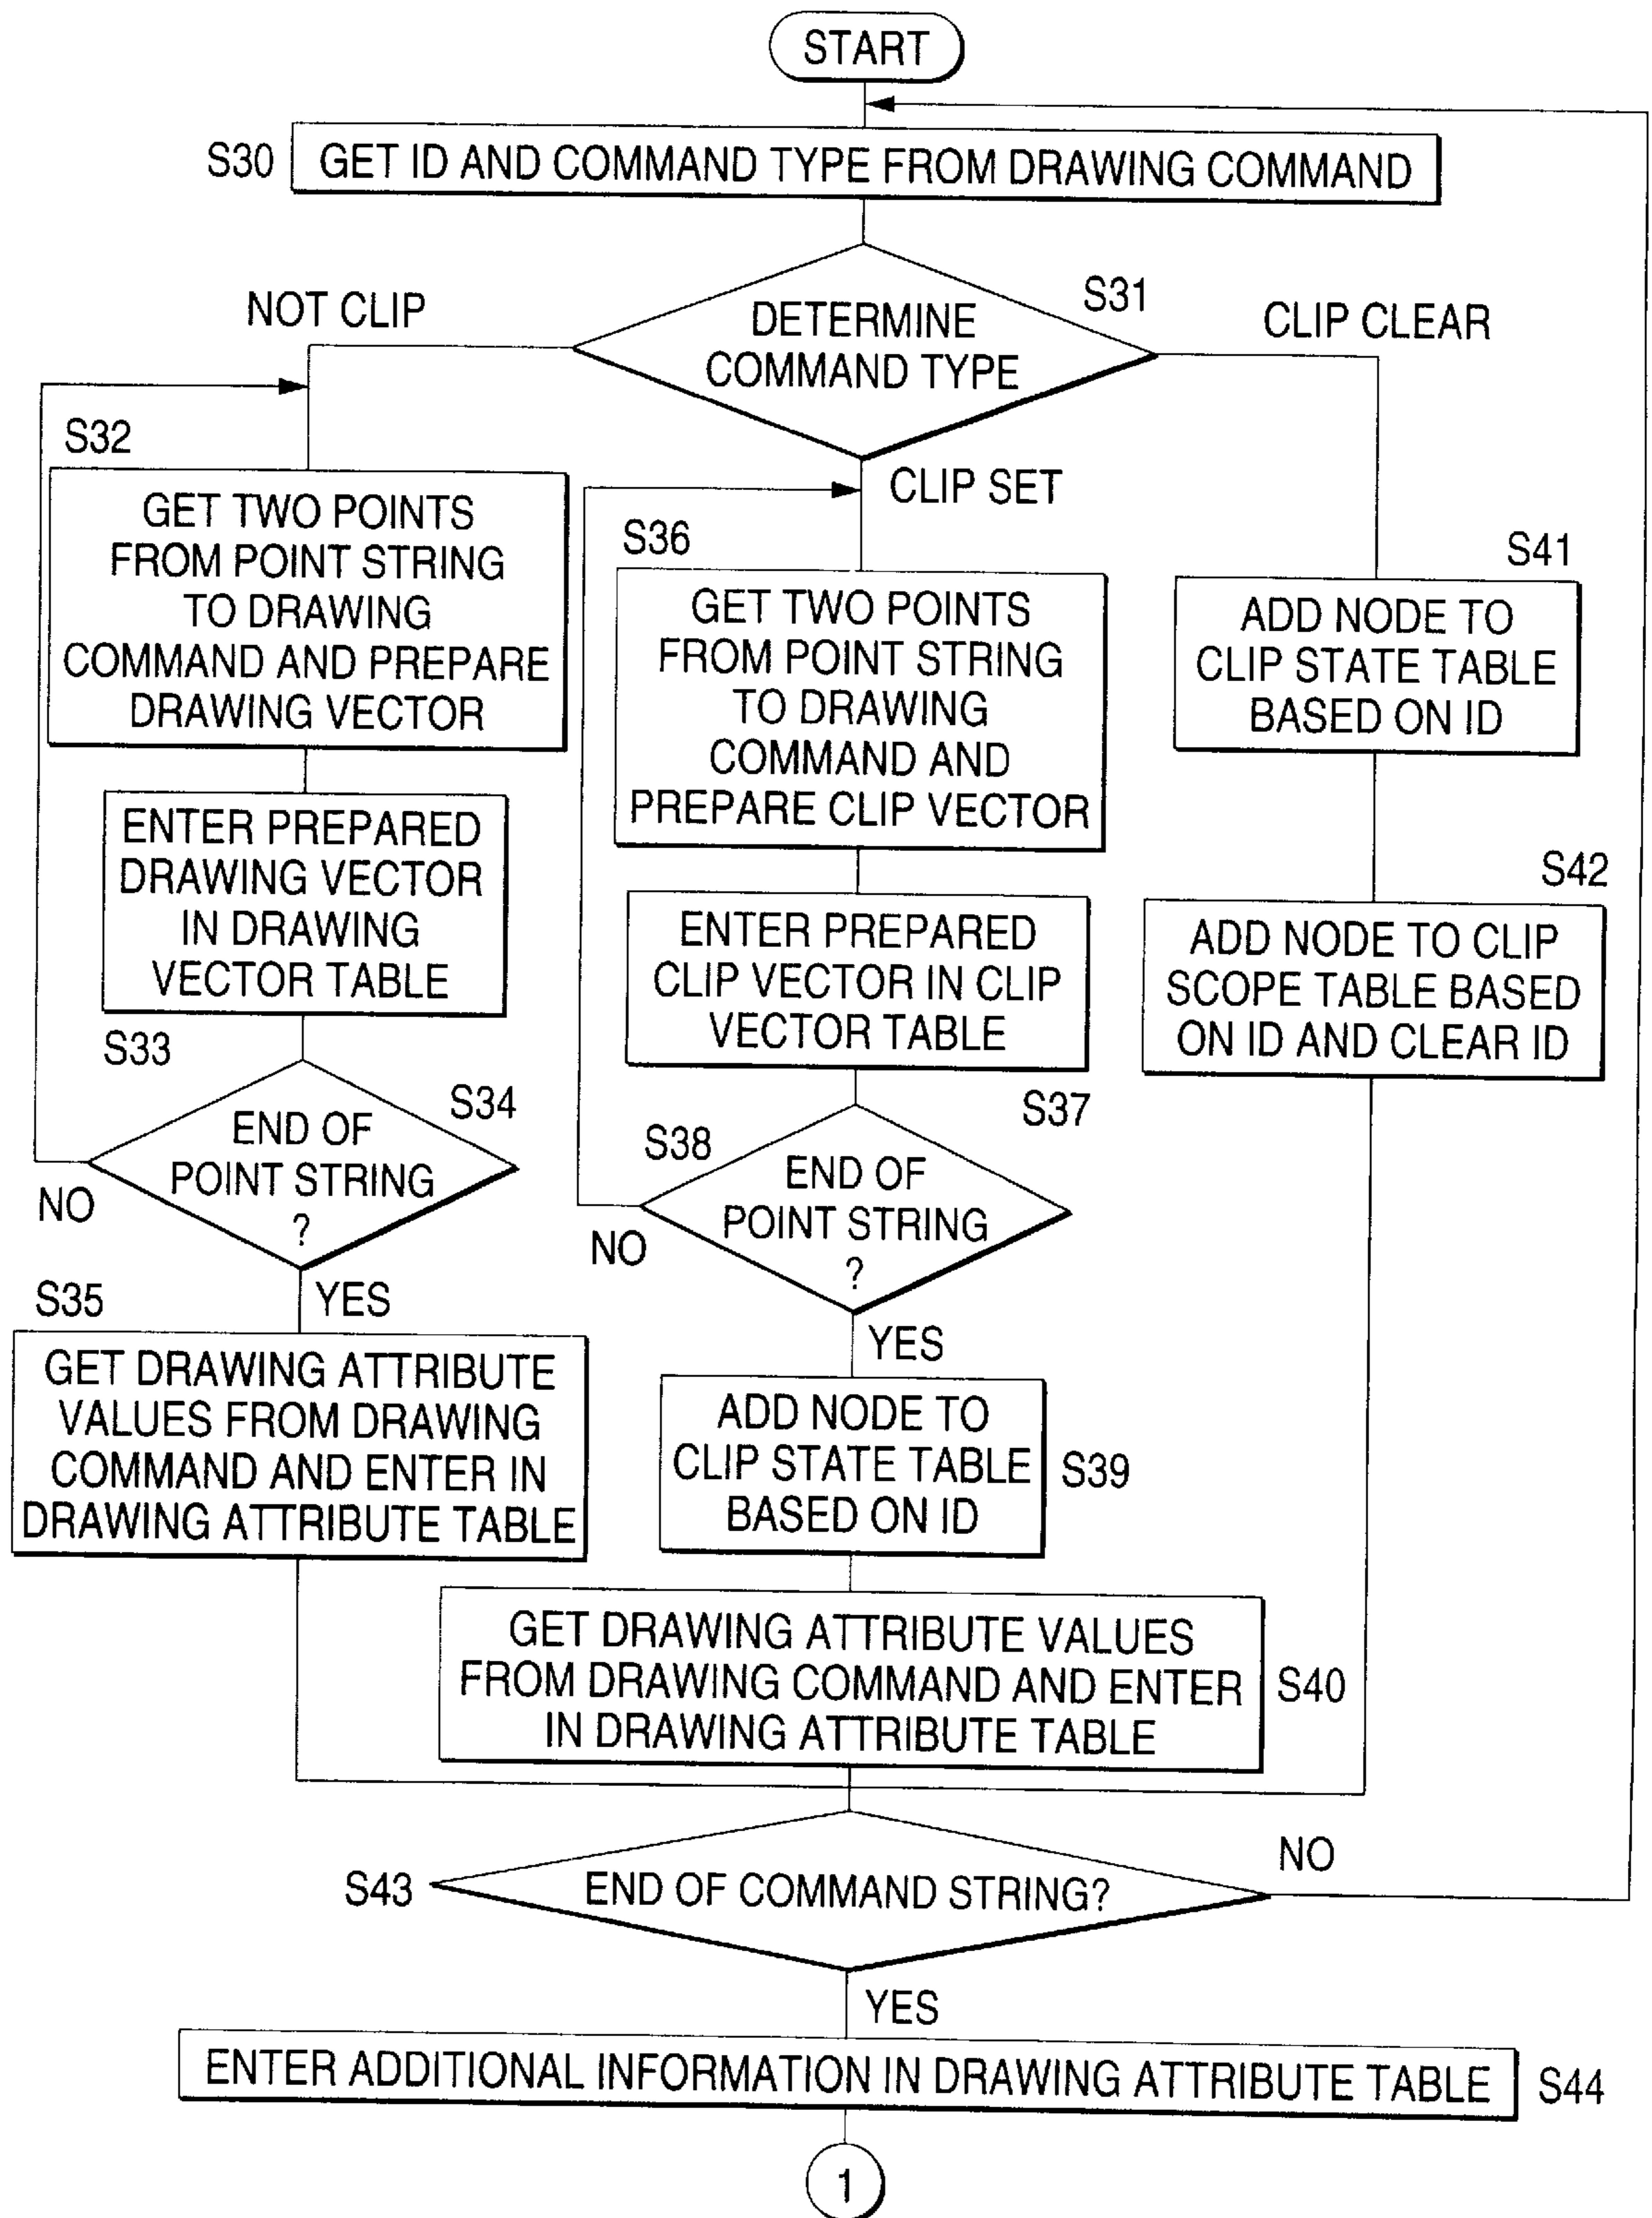 START
S30
GET ID AND COMMAND TYPE FROM DRAWING COMMAND
S31
DETERMINE
COMMAND TYPE
NOT CLIP
CLIP CLEAR
CLIP SET
S32
GET TWO POINTS
FROM POINT STRING
TO DRAWING
COMMAND AND PREPARE
DRAWING VECTOR
ENTER PREPARED
DRAWING VECTOR
IN DRAWING
VECTOR TABLE
S33
S34
END OF
POINT STRING
?
NO
YES
S35
GET DRAWING ATTRIBUTE
VALUES FROM DRAWING
COMMAND AND ENTER IN
DRAWING ATTRIBUTE TABLE
S36
GET TWO POINTS
FROM POINT STRING
TO DRAWING
COMMAND AND
PREPARE CLIP VECTOR
ENTER PREPARED
CLIP VECTOR IN CLIP
VECTOR TABLE
S37
S38
END OF
POINT STRING
?
NO
YES
ADD NODE TO
CLIP STATE TABLE
BASED ON ID
S39
GET DRAWING ATTRIBUTE VALUES
FROM DRAWING COMMAND AND ENTER
IN DRAWING ATTRIBUTE TABLE
S40
S41
ADD NODE TO
CLIP STATE TABLE
BASED ON ID
S42
ADD NODE TO CLIP
SCOPE TABLE BASED
ON ID AND CLEAR ID
S43
END OF COMMAND STRING?
NO
YES
ENTER ADDITIONAL INFORMATION IN DRAWING ATTRIBUTE TABLE
S44
1